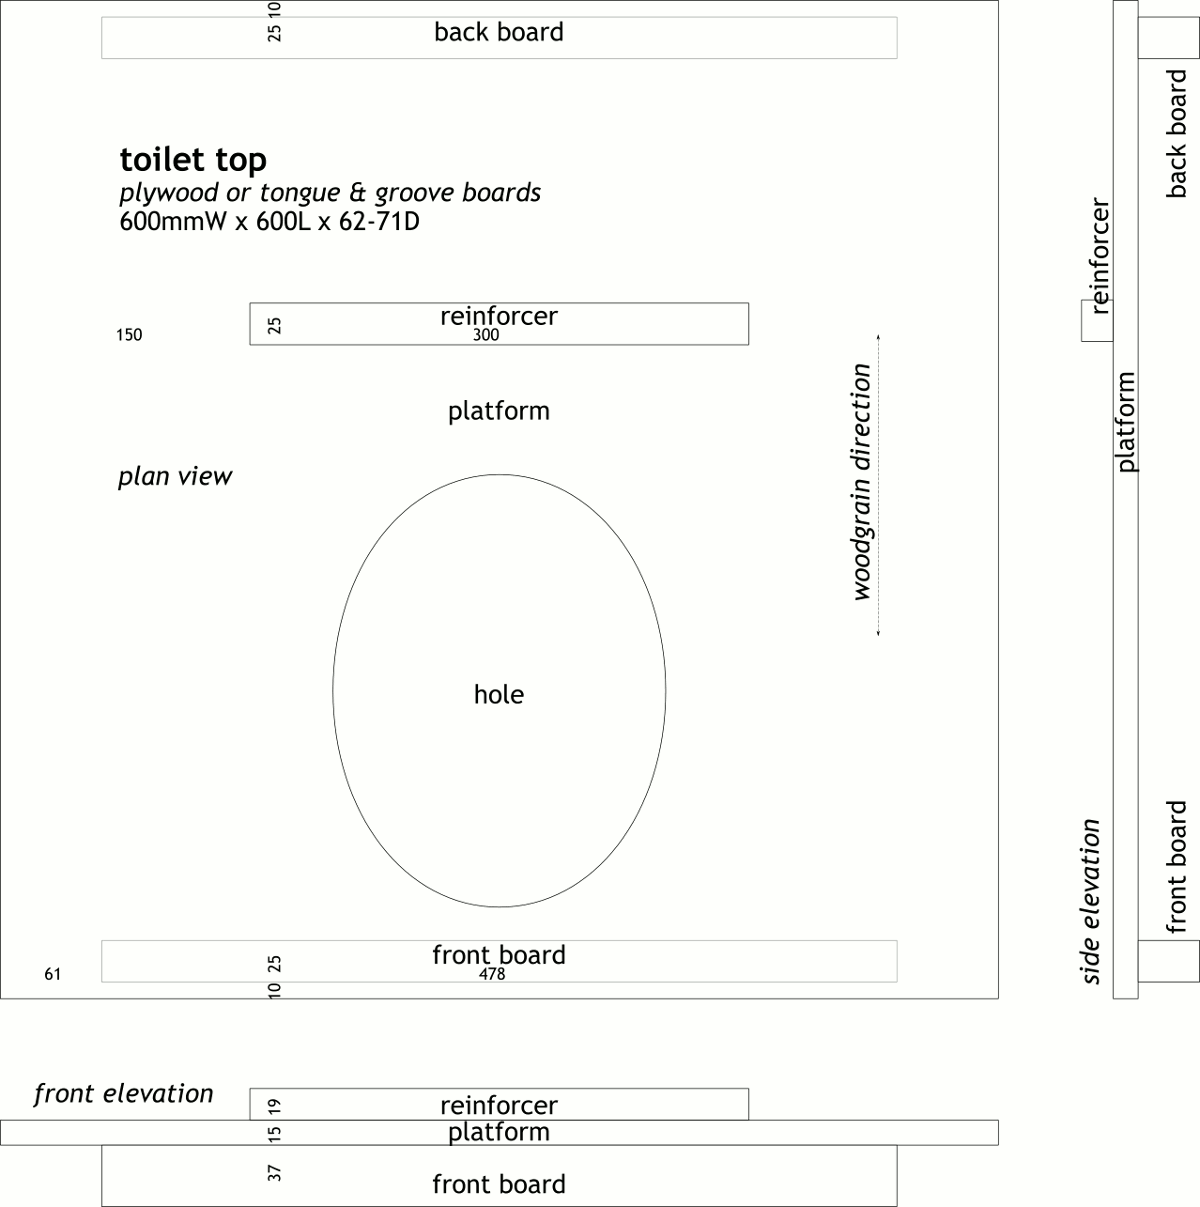 10
25
back board
toilet top
plywood or tongue & groove boards
600mmW x 600L x 62-71D
reinforcer
25
300
150
platform
plan view
woodgrain direction
hole
front board
25
478
61
10
back board
reinforcer
platform
front board
side elevation
front elevation
reinforcer
19
platform
15
37
front board